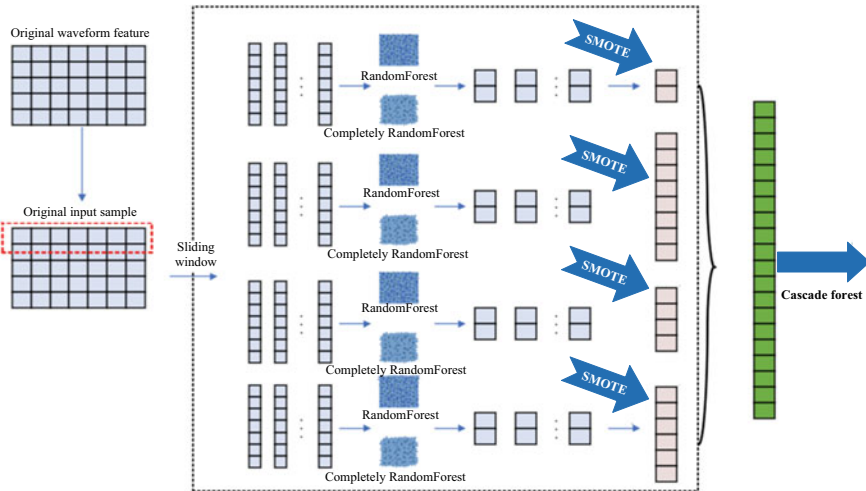 Original waveform feature
Original input sample
Sliding
window
SMOTE
RandomForest
Completely RandomForest
SMOTE
RandomForest
Completely RandomForest
SMOTE
RandomForest
Completely RandomForest
SMOTE
RandomForest
Completely RandomForest
Cascade forest